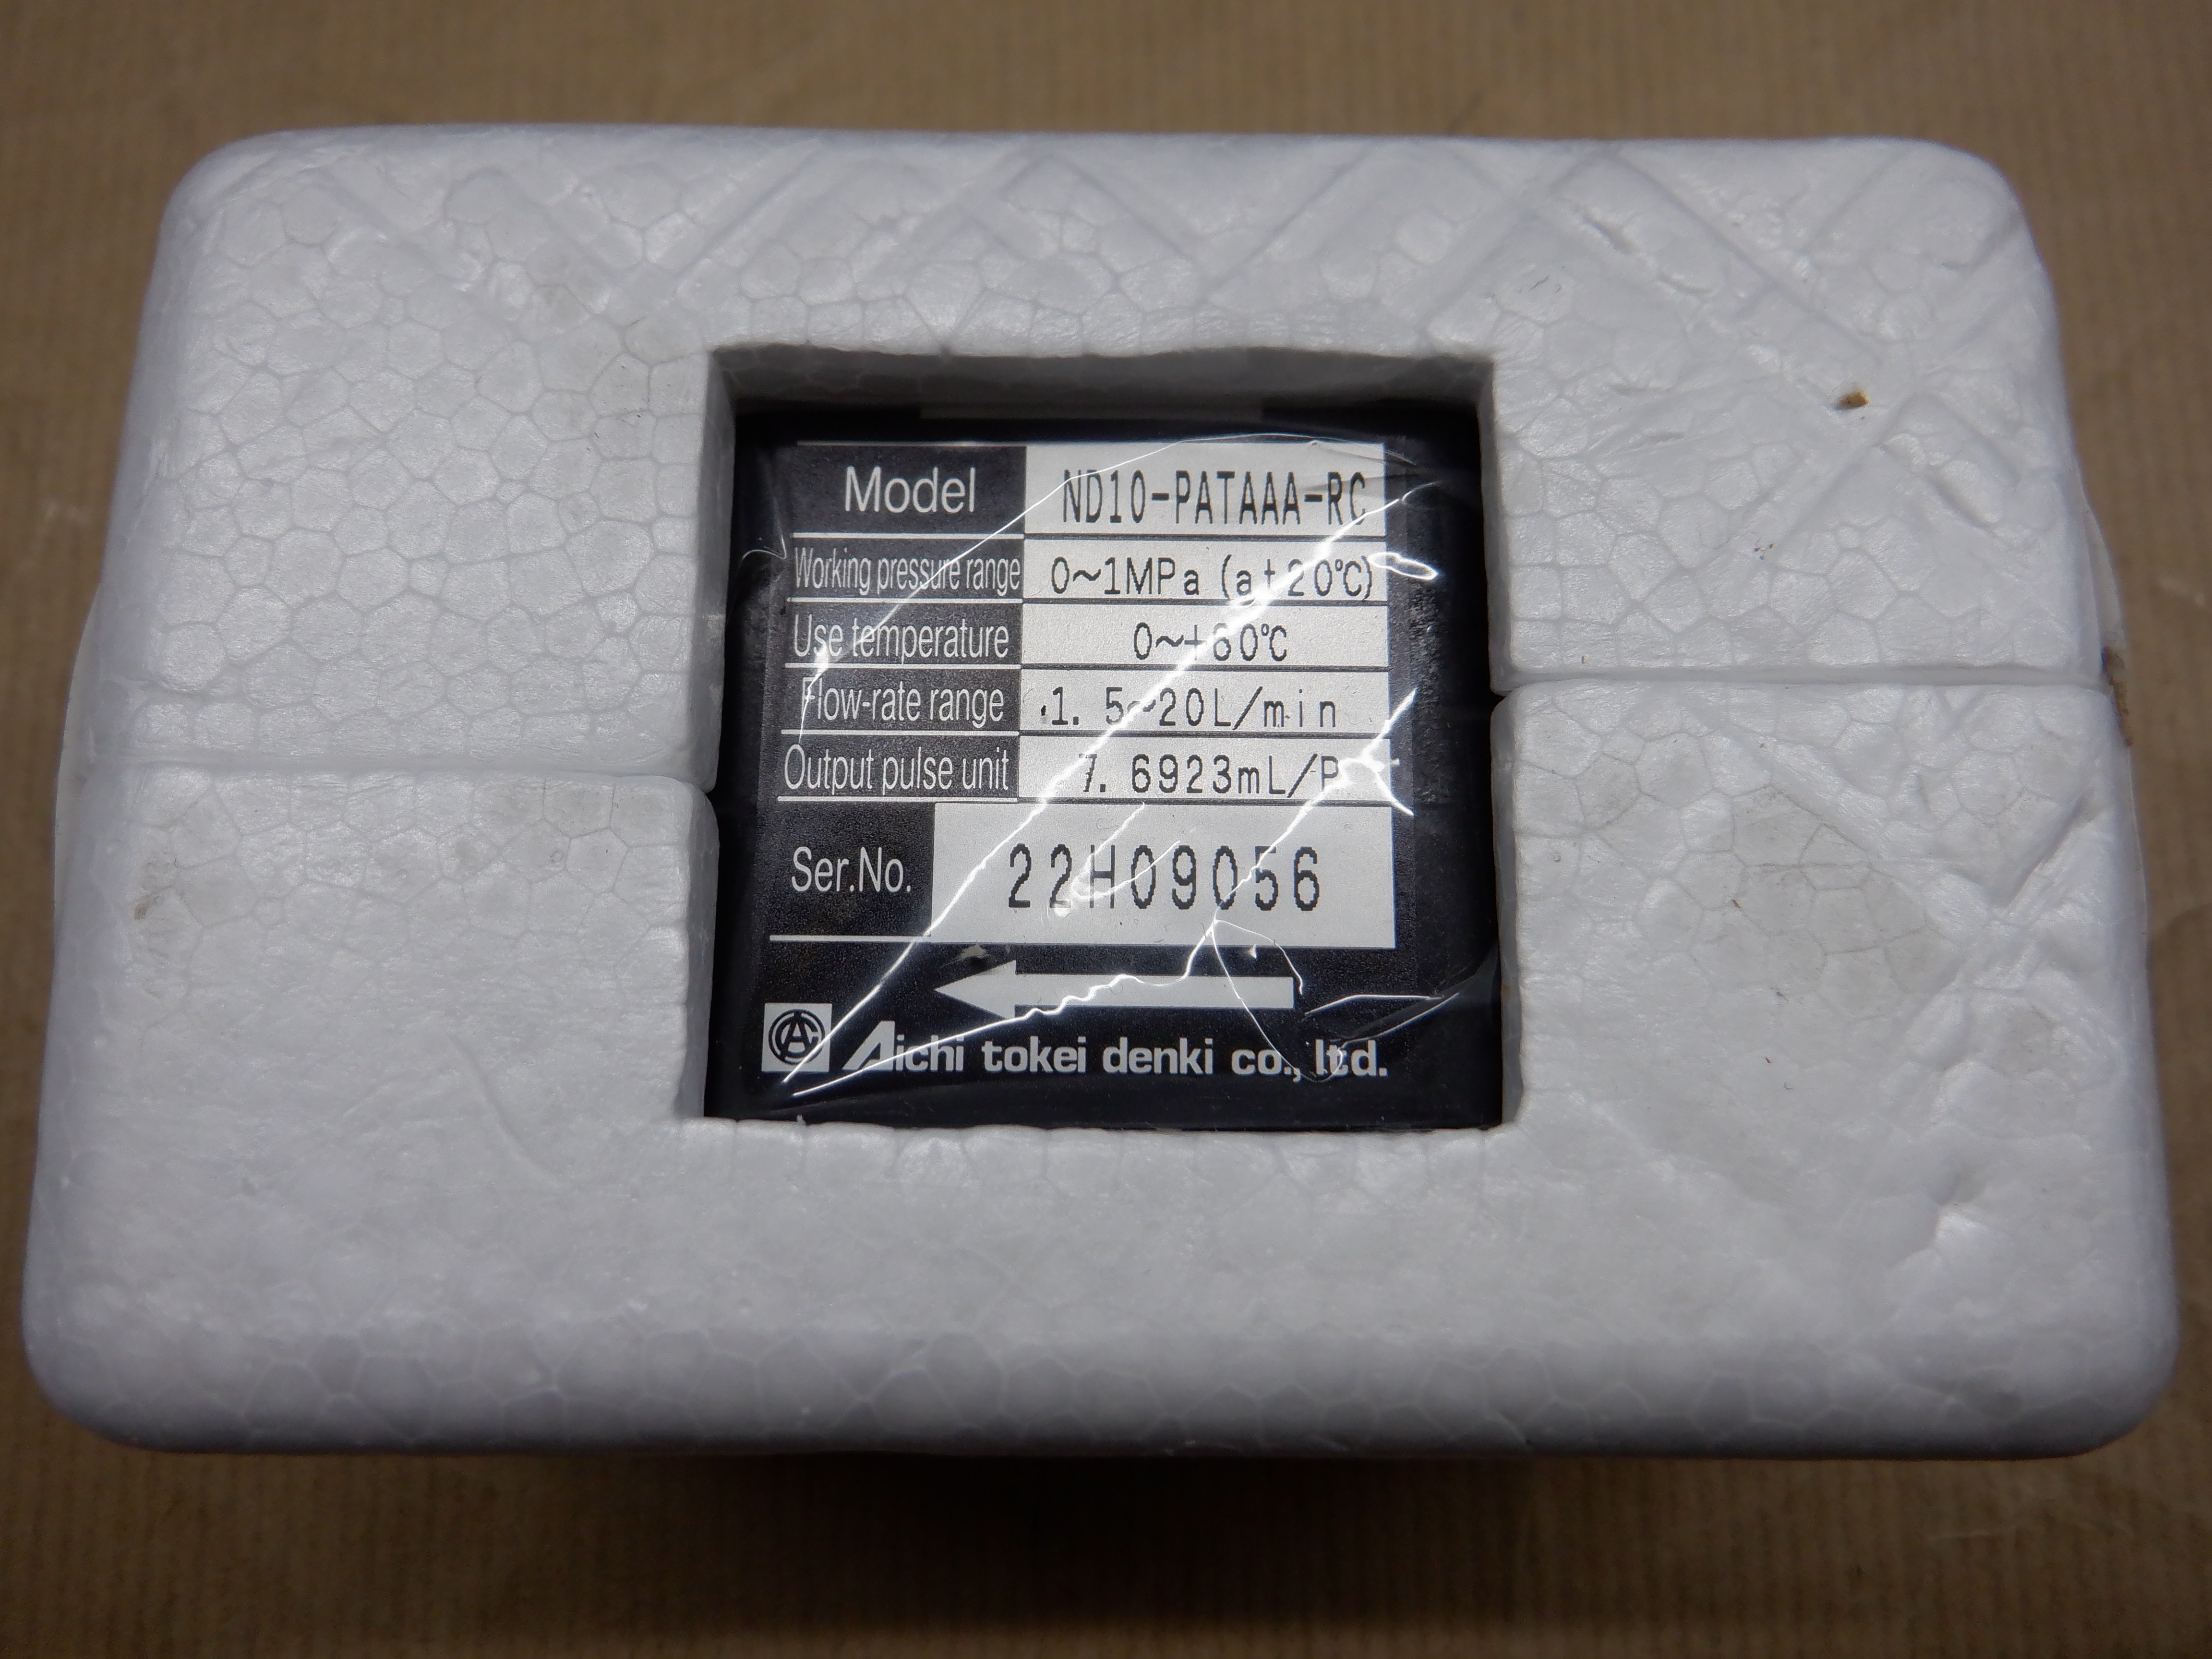 Model ND10-PATAAA-RC
Working pressure range 0~1MPa (at20℃)
Use temperature 0~+60℃
Flow-rate range 1. 5~20L/min
Output pulse unit 7. 6923mL/P
Ser.No. 22H09056
Aichi tokei denki co., ltd.